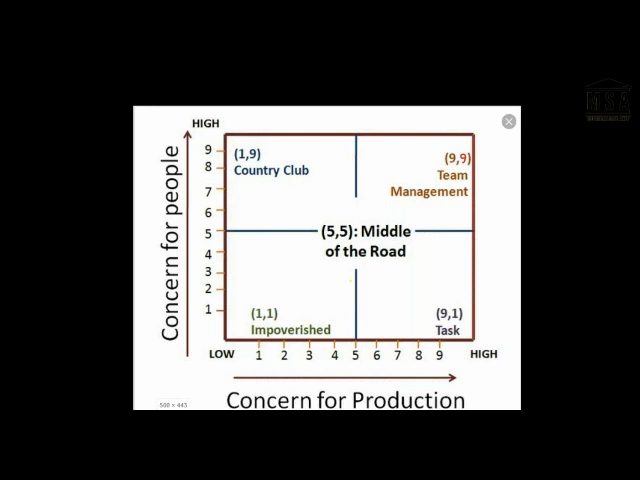 M S A
HIGH
Concern for people
9
8
7
6
5
4
3
2
1
(1,9)
Country Club
(9,9)
Team
Management
(5,5): Middle
of the Road
(1,1)
Impoverished
(9,1)
Task
LOW 1 2 3 4 5 6 7 8 9 HIGH
Concern for Production
508 × 443